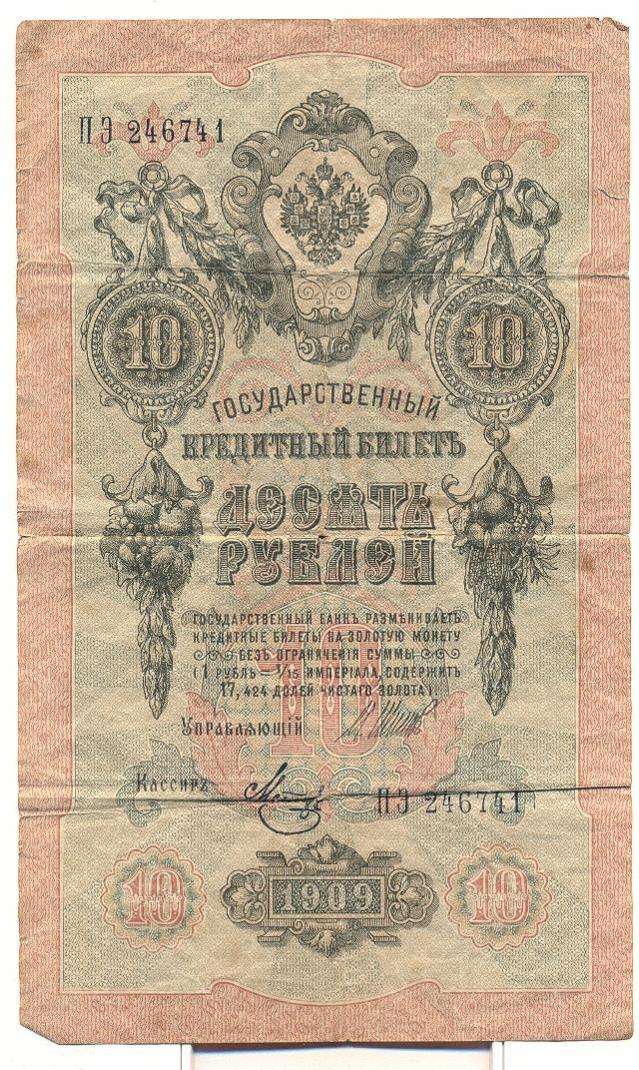 ПЭ 246741
10 10
ГОСУДАРСТВЕННЫЙ
КРЕДИТНЫЙ БИЛЕТЪ
ДЕСЯТЬ
РУБЛЕЙ
ГОСУДАРСТВЕННЫЙ БАНКЪ РАЗМѢНИВАЕТЪ
КРЕДИТНЫЕ БИЛЕТЫ НА ЗОЛОТУЮ МОНЕТУ
БЕЗЪ ОГРАНИЧЕНІЯ СУММЫ
(1 РУБЛЬ = 1/15 ИМПЕРІАЛА, СОДЕРЖИТЪ
17,424 ДОЛЕЙ ЧИСТАГО ЗОЛОТА).
10
УПРАВЛЯЮЩІЙ
КАССИРЪ
ПЭ 246741
10 1909 10